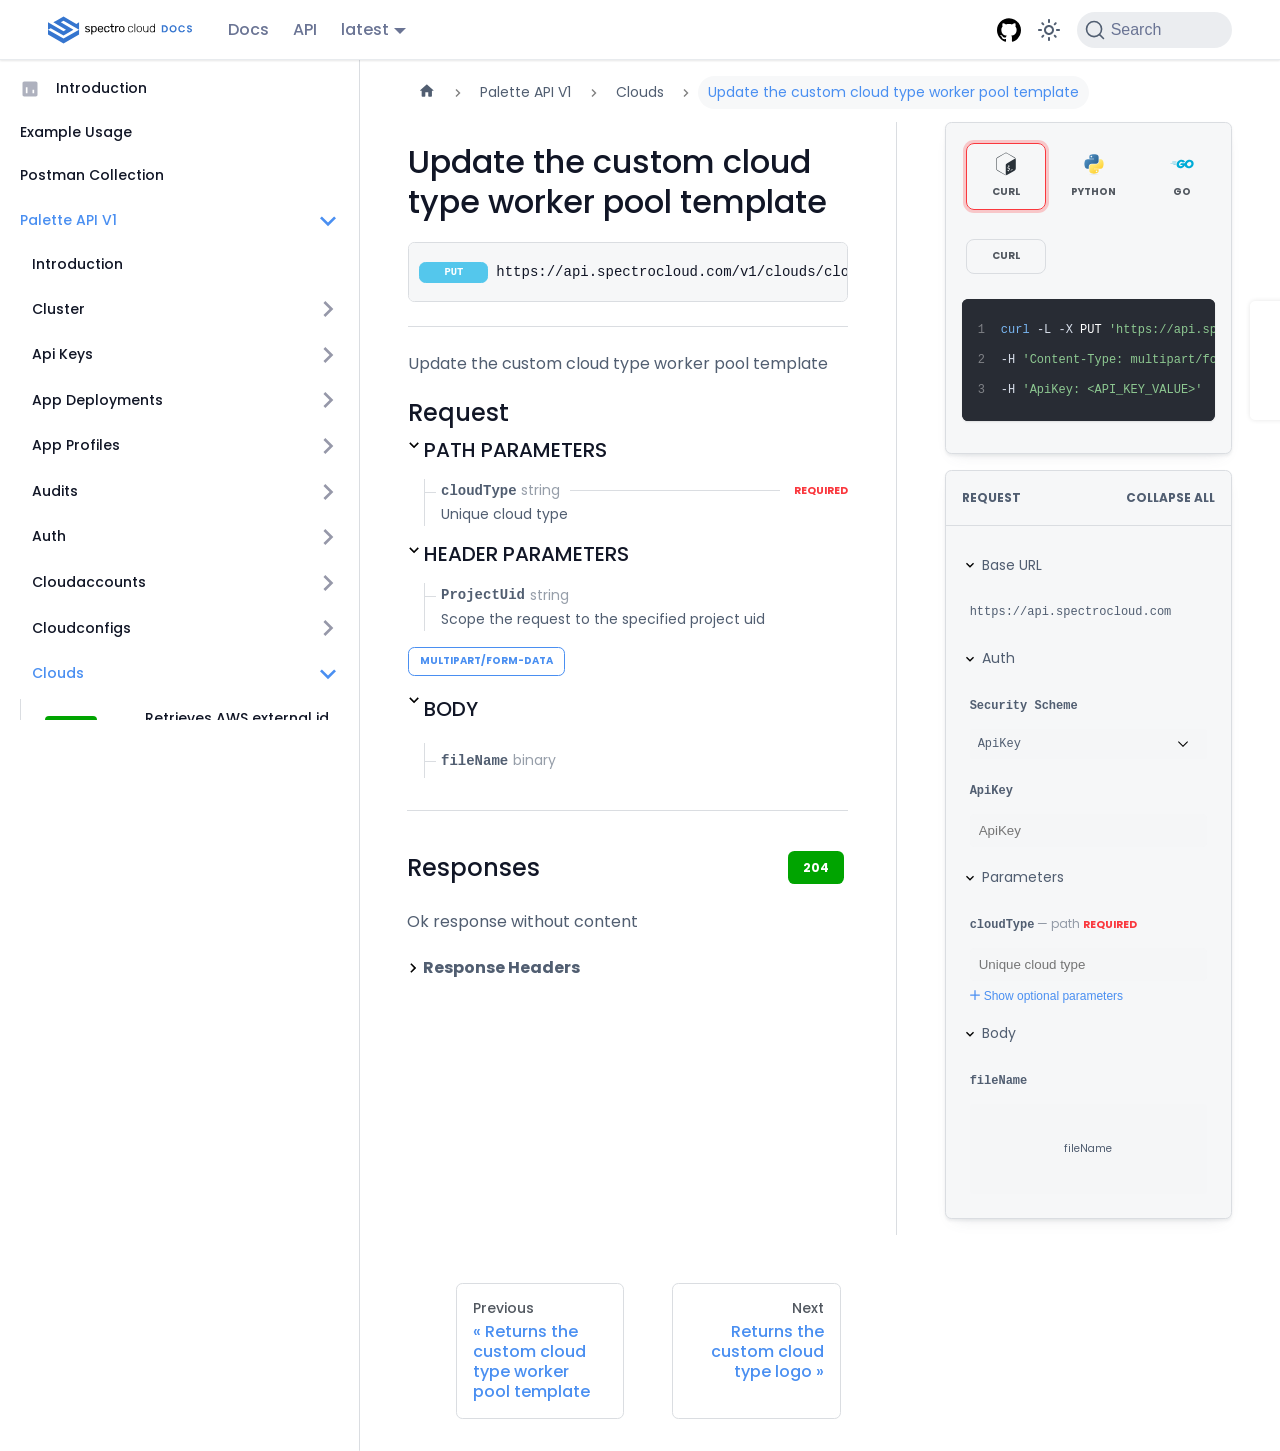 spectro cloud DOCS
Docs
API
latest
Search
Introduction
Example Usage
Postman Collection
Palette API V1
Introduction
Cluster
Api Keys
App Deployments
App Profiles
Audits
Auth
Cloudaccounts
Cloudconfigs
Clouds
Retrieves AWS external id
Palette API V1
Clouds
Update the custom cloud type worker pool template
Update the custom cloud
type worker pool template
PUT https://api.spectrocloud.com/v1/clouds/clo
Update the custom cloud type worker pool template
Request
PATH PARAMETERS
cloudType string REQUIRED
Unique cloud type
HEADER PARAMETERS
ProjectUid string
Scope the request to the specified project uid
MULTIPART/FORM-DATA
BODY
fileName binary
Responses
204
Ok response without content
Response Headers
CURL
PYTHON
GO
CURL
1 curl -L -X PUT 'https://api.sp
2 -H 'Content-Type: multipart/fo
3 -H 'ApiKey: <API_KEY_VALUE>'
REQUEST
COLLAPSE ALL
Base URL
https://api.spectrocloud.com
Auth
Security Scheme
ApiKey
ApiKey
ApiKey
Parameters
cloudType — path REQUIRED
Unique cloud type
Show optional parameters
Body
fileName
fileName
Previous
« Returns the
custom cloud
type worker
pool template
Next
Returns the
custom cloud
type logo »